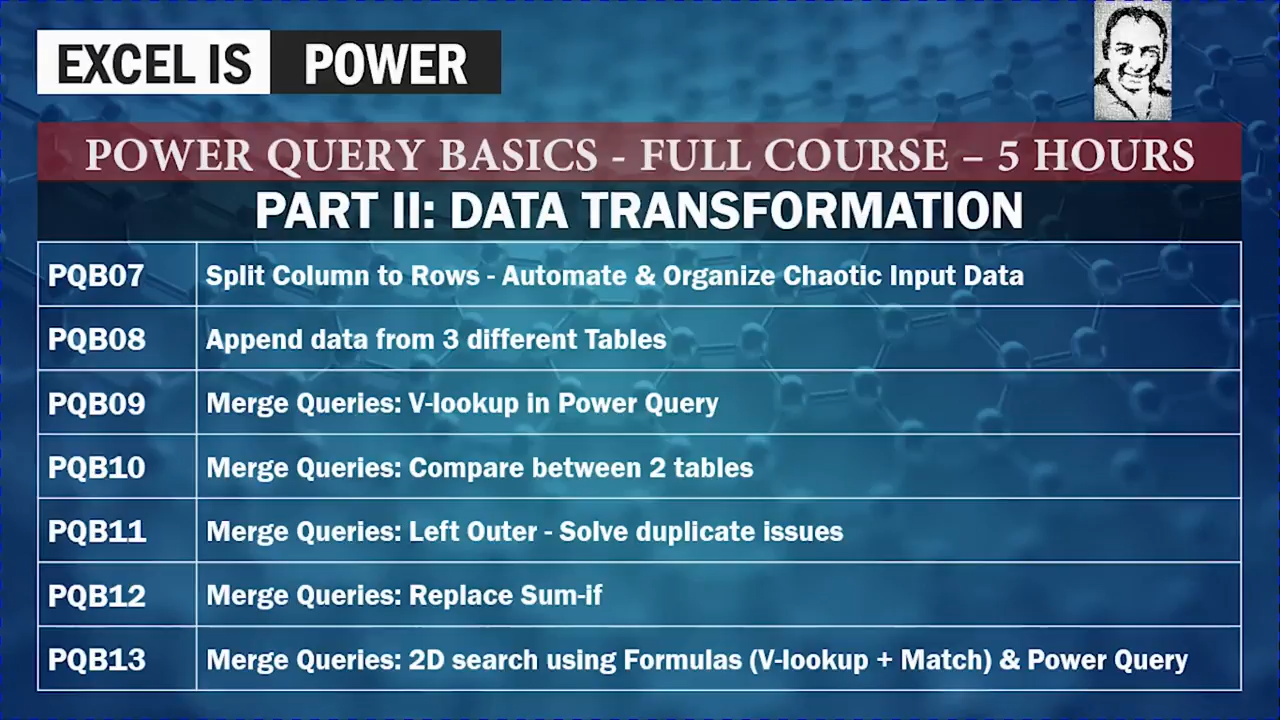 EXCEL IS POWER
POWER QUERY BASICS - FULL COURSE – 5 HOURS
PART II: DATA TRANSFORMATION
PQB07 Split Column to Rows - Automate & Organize Chaotic Input Data
PQB08 Append data from 3 different Tables
PQB09 Merge Queries: V-lookup in Power Query
PQB10 Merge Queries: Compare between 2 tables
PQB11 Merge Queries: Left Outer - Solve duplicate issues
PQB12 Merge Queries: Replace Sum-if
PQB13 Merge Queries: 2D search using Formulas (V-lookup + Match) & Power Query